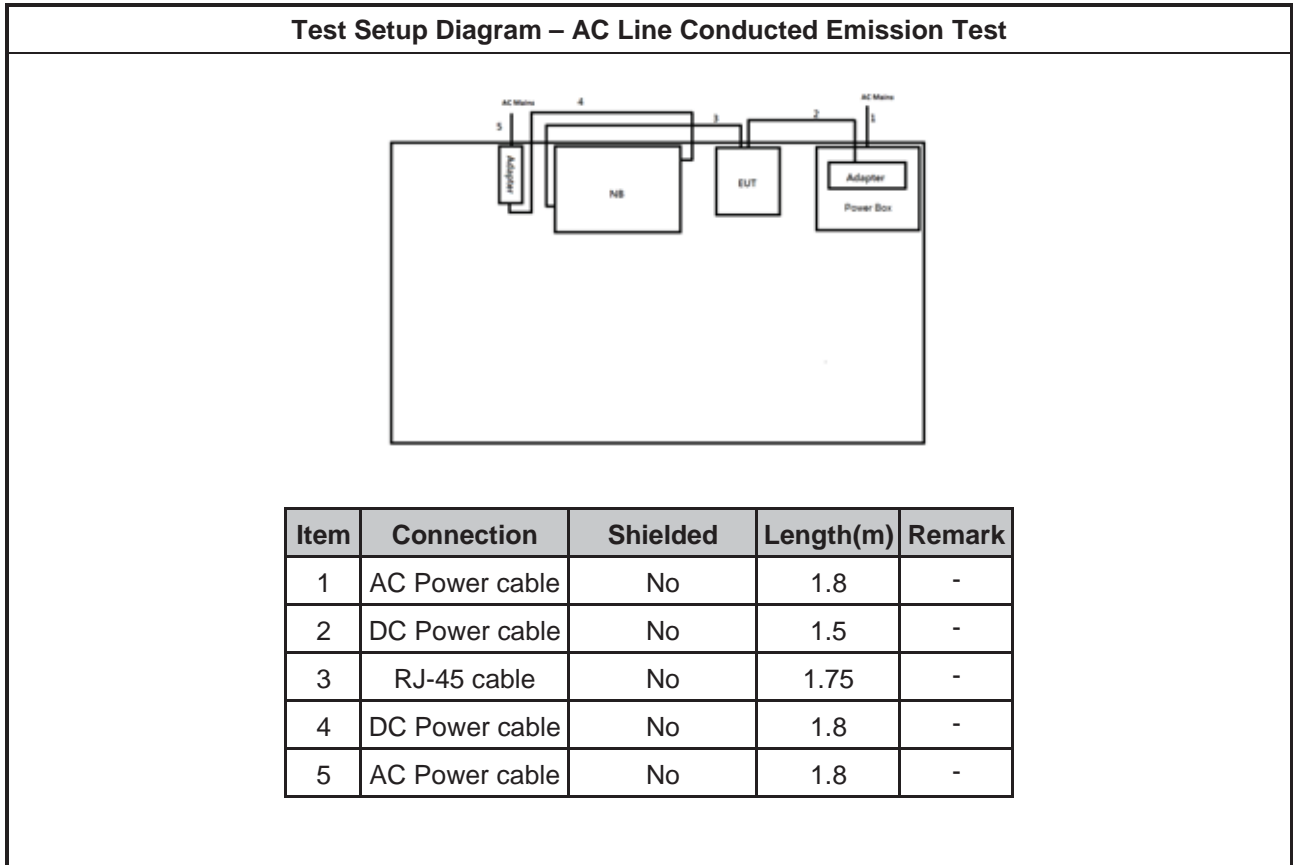 Test Setup Diagram – AC Line Conducted Emission Test
AC Mains
4
AC Mains
5
3
2
1
Adapter
NB
EUT
Adapter
Power Box
Item Connection Shielded Length(m) Remark
1 AC Power cable No 1.8 -
2 DC Power cable No 1.5 -
3 RJ-45 cable No 1.75 -
4 DC Power cable No 1.8 -
5 AC Power cable No 1.8 -